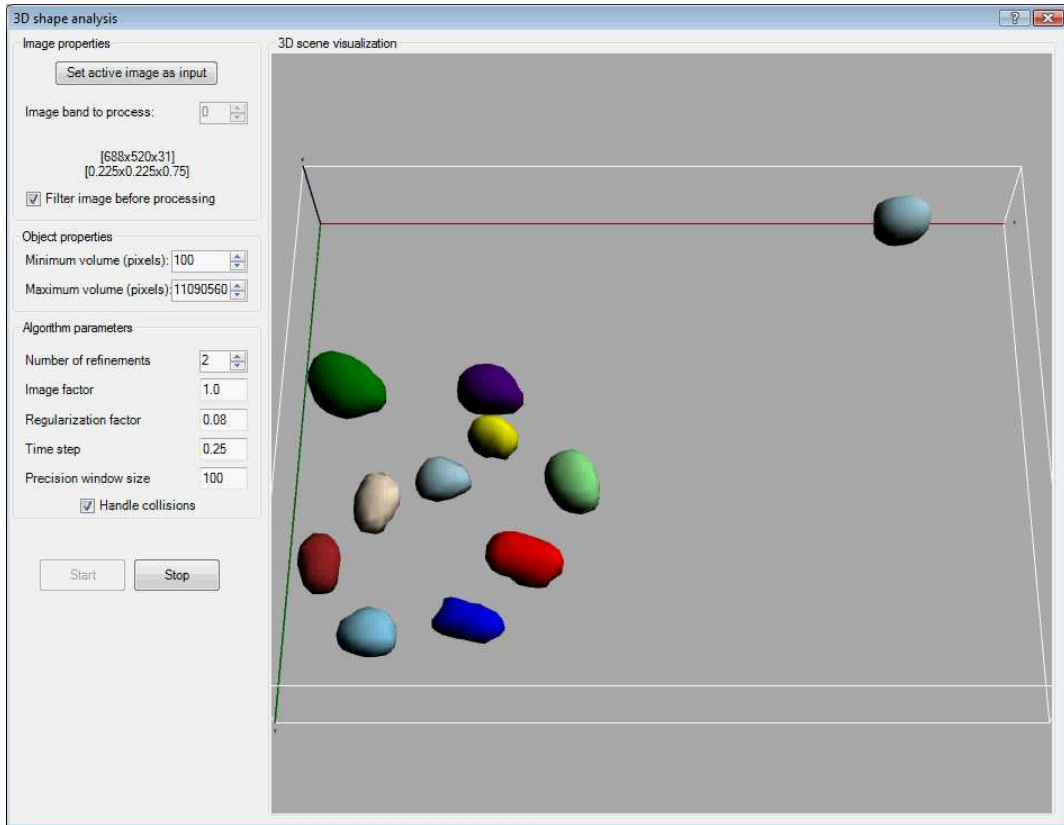 3D shape analysis
Image properties
Set active image as input
Image band to process: 0
[688x520x31]
[0.225x0.225x0.75]
Filter image before processing
Object properties
Minimum volume (pixels): 100
Maximum volume (pixels): 11090560
Algorithm parameters
Number of refinements 2
Image factor 1.0
Regularization factor 0.08
Time step 0.25
Precision window size 100
Handle collisions
Start Stop
3D scene visualization